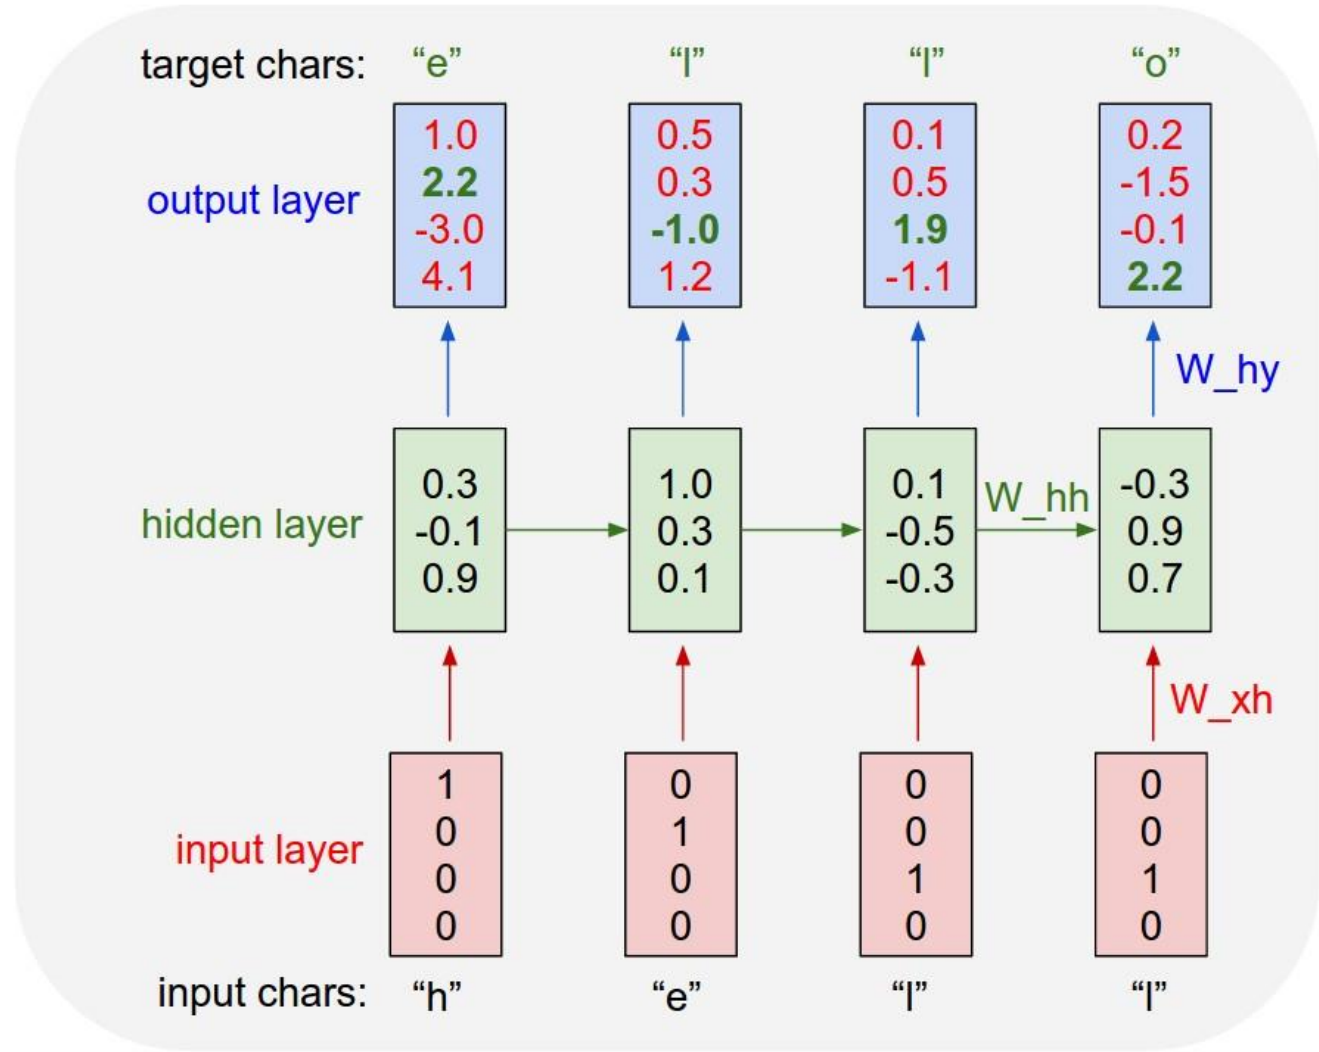 target chars: “e” “l” “l” “o”
1.0 0.5 0.1 0.2
2.2 0.3 0.5 -1.5
output layer
-3.0 -1.0 1.9 -0.1
4.1 1.2 -1.1 2.2
W_hy
0.3 1.0 0.1 -0.3
W_hh
hidden layer
-0.1 0.3 -0.5 0.9
0.9 0.1 -0.3 0.7
W_xh
1 0 0 0
0 1 0 0
input layer
0 0 1 1
0 0 0 0
input chars: “h” “e” “l” “l”